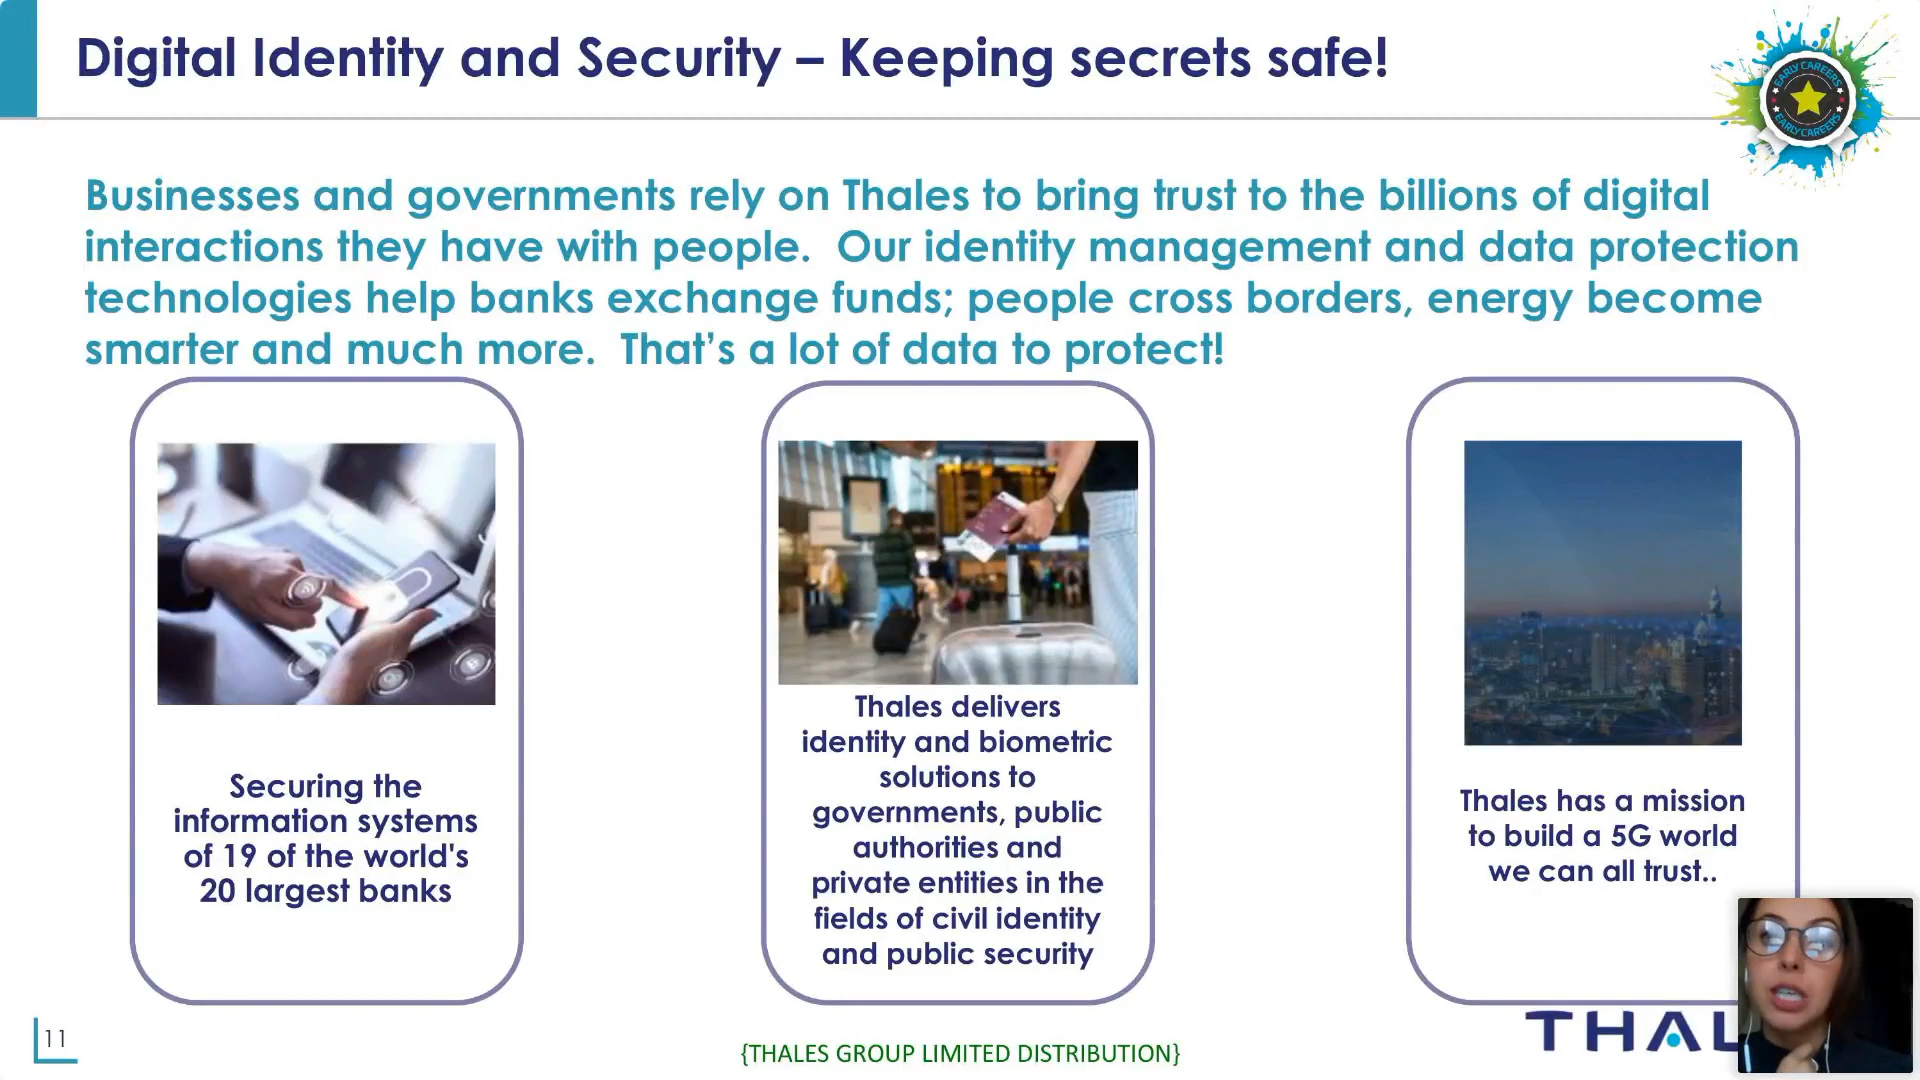 Digital Identity and Security – Keeping secrets safe!
EARLY CAREERS
EARLY CAREERS
Businesses and governments rely on Thales to bring trust to the billions of digital
interactions they have with people.  Our identity management and data protection
technologies help banks exchange funds; people cross borders, energy become
smarter and much more.  That’s a lot of data to protect!
Securing the
information systems
of 19 of the world's
20 largest banks
Thales delivers
identity and biometric
solutions to
governments, public
authorities and
private entities in the
fields of civil identity
and public security
Thales has a mission
to build a 5G world
we can all trust..
11
{THALES GROUP LIMITED DISTRIBUTION}
THAL